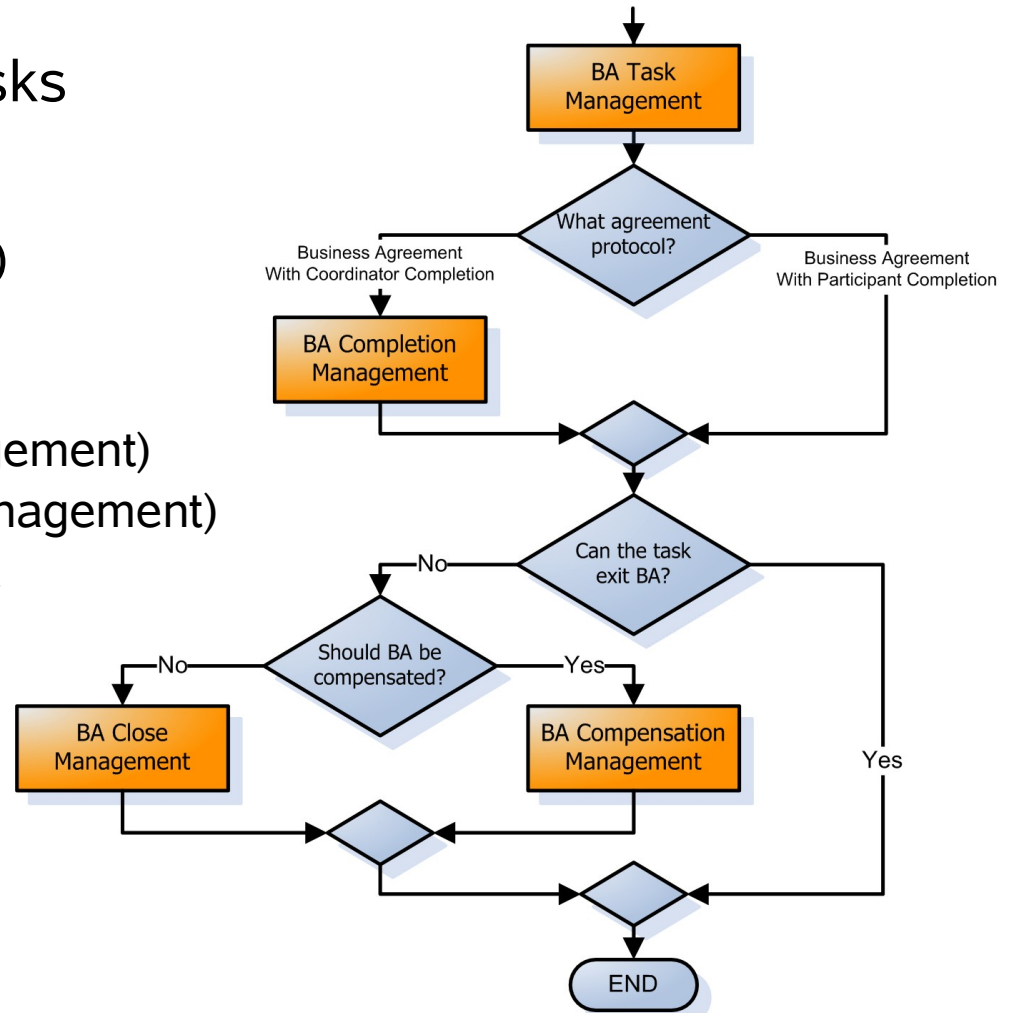 BA Task
Management
What agreement
protocol?
Business Agreement
With Coordinator Completion
Business Agreement
With Participant Completion
BA Completion
Management
Can the task
exit BA?
No
Should BA be
compensated?
No
Yes
BA Close
Management
BA Compensation
Management
Yes
END
sks
)
ement)
nagement)